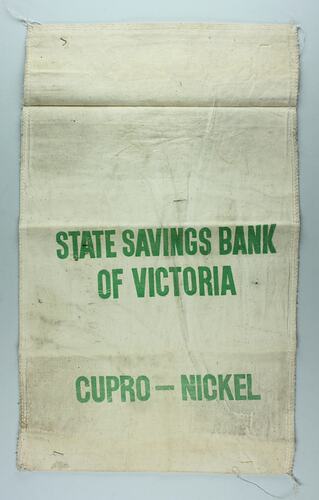 STATE SAVINGS BANK
OF VICTORIA
CUPRO — NICKEL